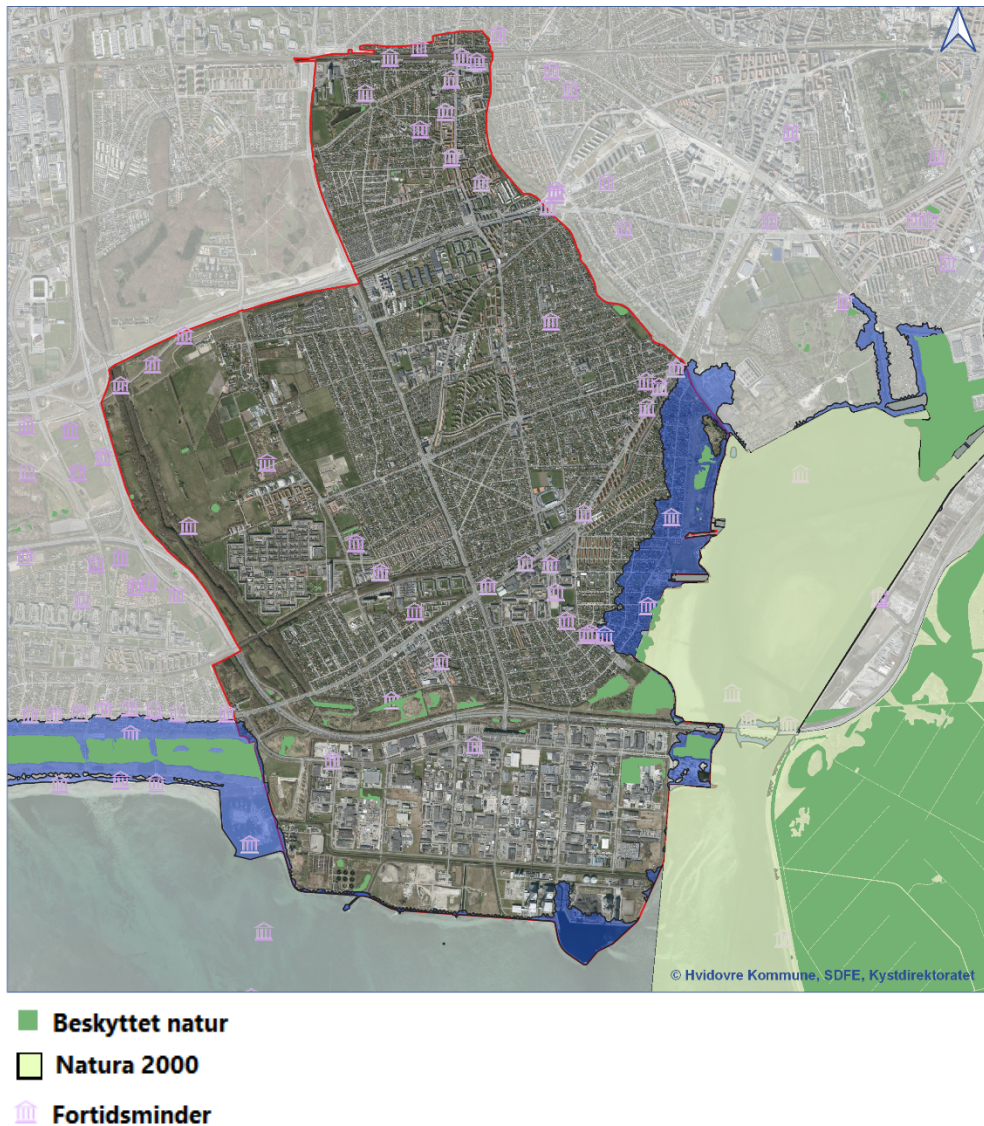 © Hvidovre Kommune, SDFE, Kystdirektoratet
Beskyttet natur
Natura 2000
Fortidsminder